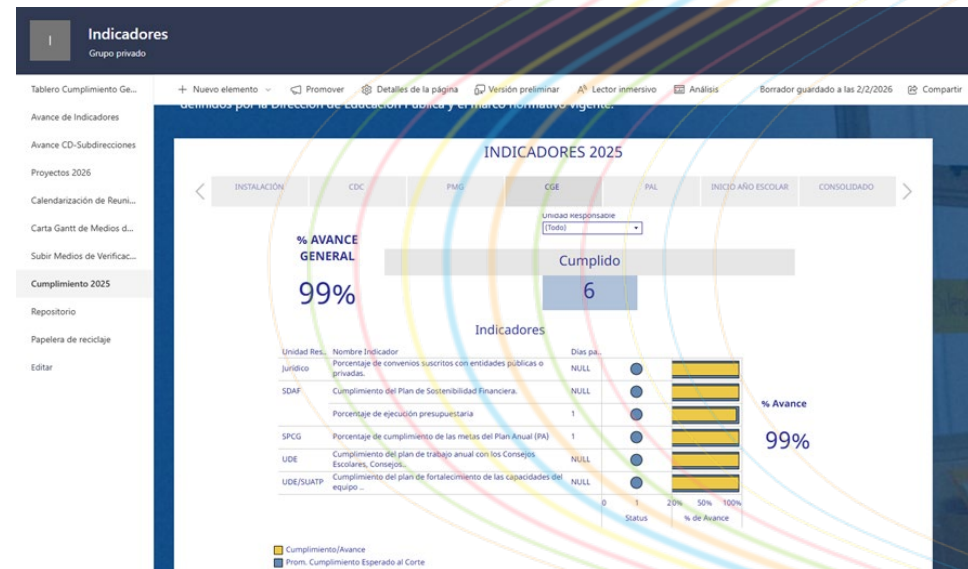 I
Indicadores
Grupo privado
Tablero Cumplimiento Ge...
Avance de Indicadores
Avance CD-Subdirecciones
Proyectos 2026
Calendarización de Reuni...
Carta Gantt de Medios d...
Subir Medios de Verificac...
Cumplimiento 2025
Repositorio
Papelera de reciclaje
Editar
+ Nuevo elemento
Promover
Detalles de la página
Versión preliminar
Lector inmersivo
Análisis
Borrador guardado a las 2/2/2026
Compartir
definidos por la Dirección de Educación Pública y el marco normativo vigente.
INDICADORES 2025
INSTALACIÓN CDC PMG CGE PAL INICIO AÑO ESCOLAR CONSOLIDADO
Unidad Responsable
(Todo)
% AVANCE
GENERAL
99%
Cumplido
6
Indicadores
Unidad Res.. Nombre Indicador Días pa..
Jurídico Porcentaje de convenios suscritos con entidades públicas o
privadas. NULL
SDAF Cumplimiento del Plan de Sostenibilidad Financiera. NULL
Porcentaje de ejecución presupuestaria 1
SPCG Porcentaje de cumplimiento de las metas del Plan Anual (PA) 1
UDE Cumplimiento del plan de trabajo anual con los Consejos
Escolares, Consejos.. NULL
UDE/SUATP Cumplimiento del plan de fortalecimiento de las capacidades del
equipo .. NULL
% Avance
99%
0 1 20% 50% 100%
Status % de Avance
Cumplimiento/Avance
Prom. Cumplimiento Esperado al Corte